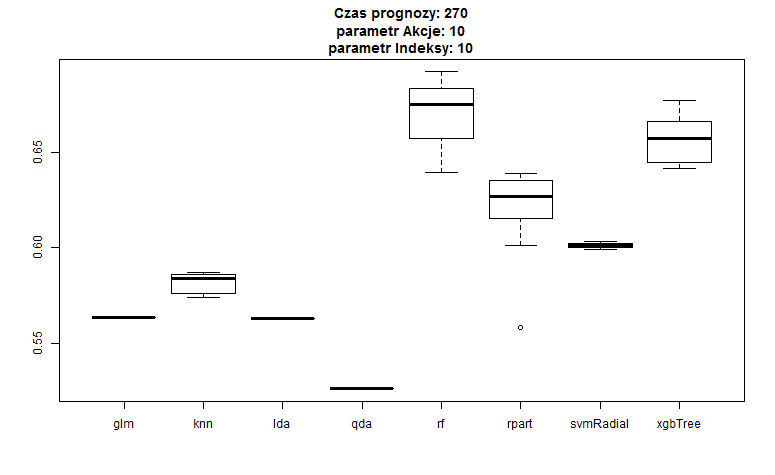 Czas prognozy: 270
parametr Akcje: 10
parametr Indeksy: 10
0.65
0.60
0.55
glm knn lda qda rf rpart svmRadial xgbTree